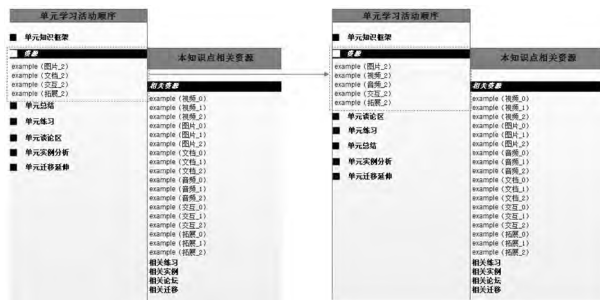 单元学习活动顺序
单元知识框架
资源
example (图片_2)
example (文档_2)
example (音频_2)
example (交互_2)
example (拓展_2)
单元总结
单元练习
单元谈论区
单元实例分析
单元迁移延伸
本知识点相关资源
相关资源
example (视频_0)
example (视频_1)
example (视频_2)
example (图片_0)
example (图片_1)
example (图片_2)
example (文档_0)
example (文档_1)
example (文档_2)
example (音频_0)
example (音频_1)
example (音频_2)
example (交互_0)
example (交互_1)
example (交互_2)
example (拓展_0)
example (拓展_1)
example (拓展_2)
相关练习
相关实例
相关论坛
相关迁移
单元学习活动顺序
单元知识框架
资源
example (图片_2)
example (视频_2)
example (音频_2)
example (交互_2)
example (拓展_2)
单元谈论区
单元练习
单元总结
单元实例分析
单元迁移延伸
本知识点相关资源
相关资源
example (视频_0)
example (视频_1)
example (视频_2)
example (图片_0)
example (图片_1)
example (图片_2)
example (音频_0)
example (音频_1)
example (音频_2)
example (文档_0)
example (文档_1)
example (文档_2)
example (交互_0)
example (交互_1)
example (交互_2)
example (拓展_0)
example (拓展_1)
example (拓展_2)
相关练习
相关实例
相关论坛
相关迁移